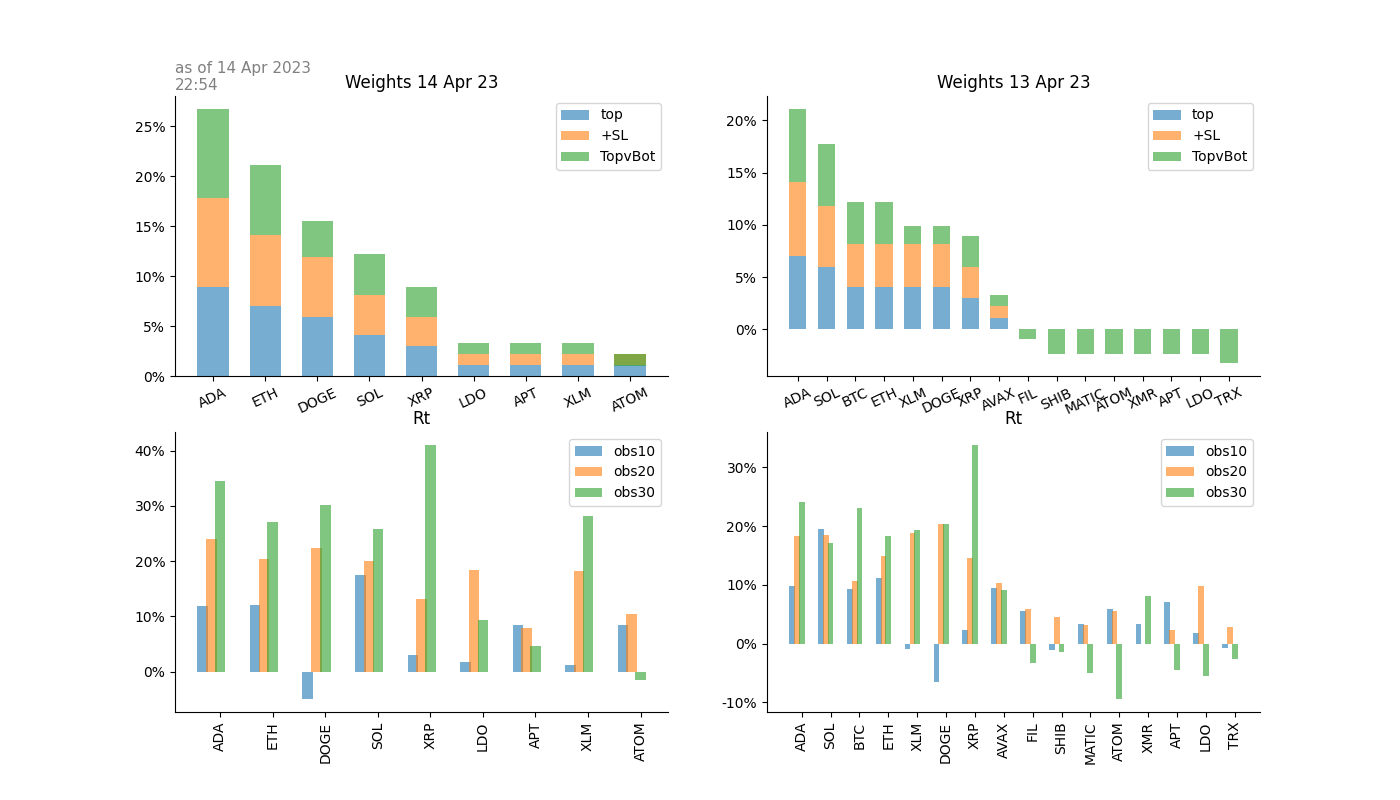 as of 14 Apr 2023
22:54
Weights 14 Apr 23
25%
20%
15%
10%
5%
0%
top
+SL
TopvBot
ADA ETH DOGE SOL XRP LDO APT XLM ATOM
Weights 13 Apr 23
20%
15%
10%
5%
0%
top
+SL
TopvBot
ADA SOL BTC ETH XLM DOGE XRP AVAX FIL SHIB MATIC ATOM XMR APT LDO TRX
Rt
40%
30%
20%
10%
0%
obs10
obs20
obs30
ADA ETH DOGE SOL XRP LDO APT XLM ATOM
Rt
30%
20%
10%
0%
-10%
obs10
obs20
obs30
ADA SOL BTC ETH XLM DOGE XRP AVAX FIL SHIB MATIC ATOM XMR APT LDO TRX